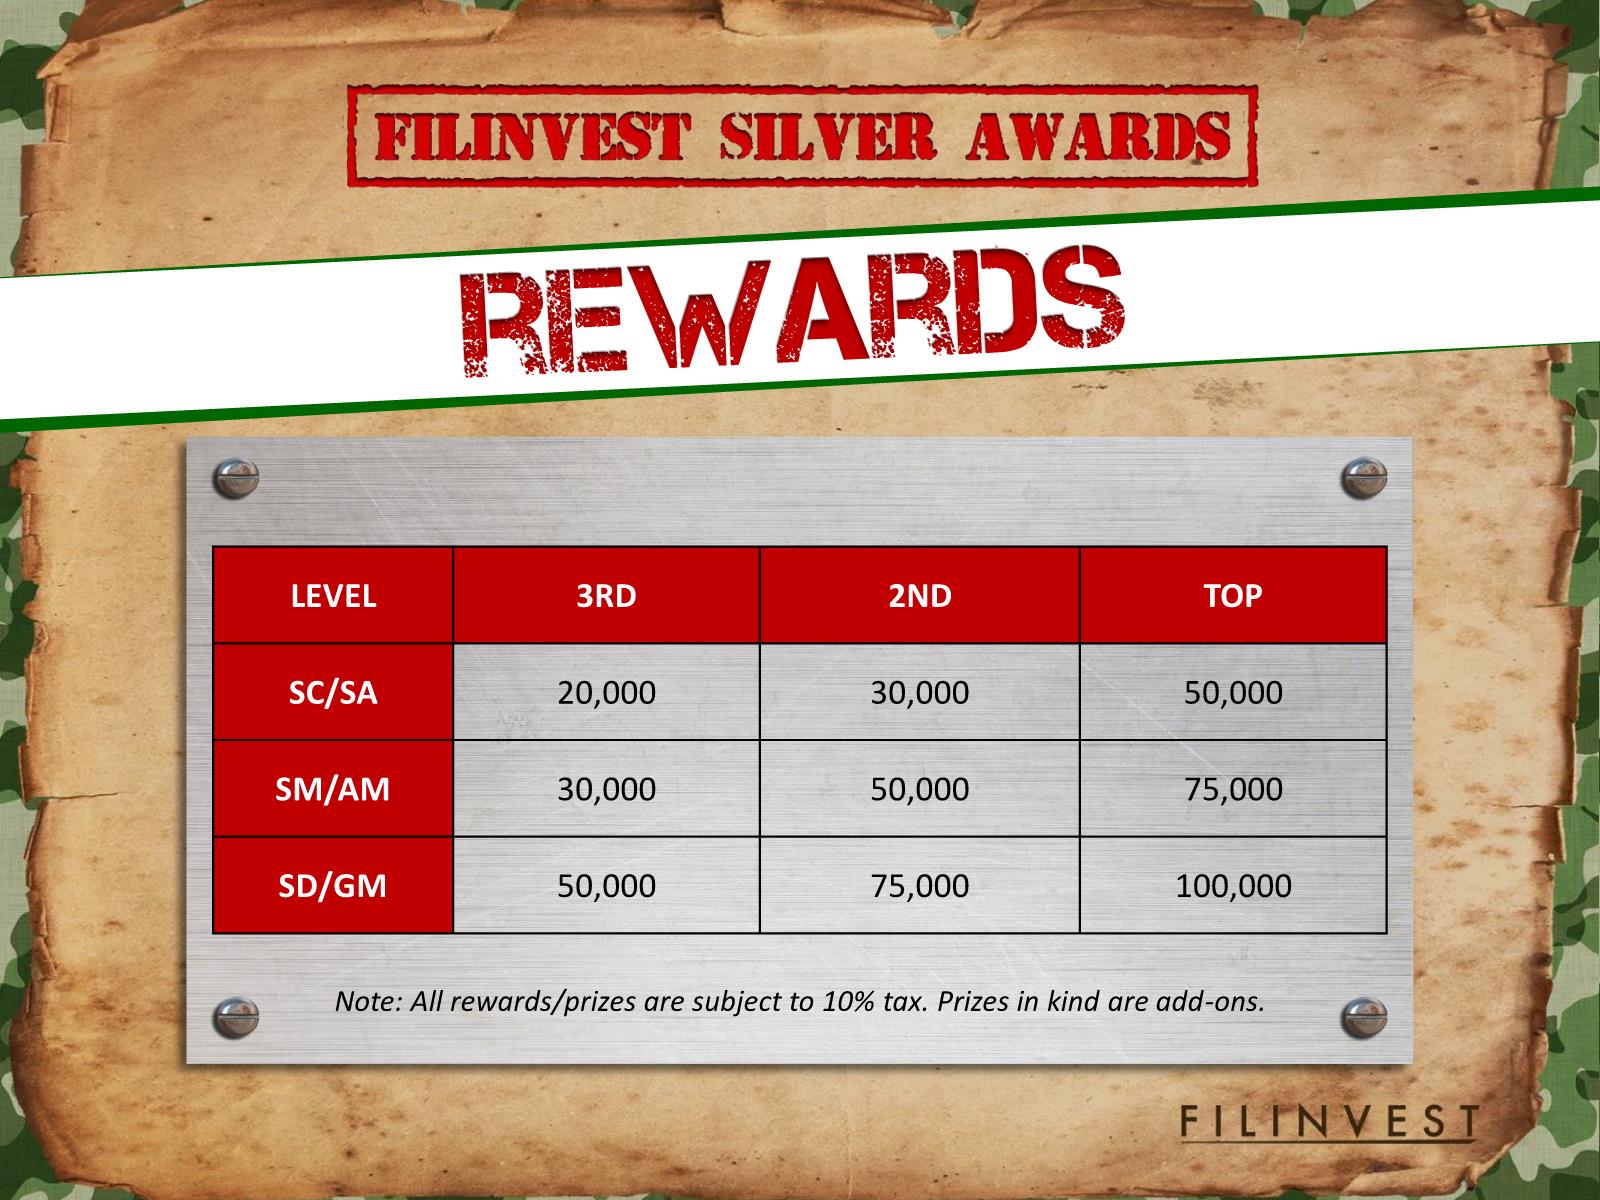 FILINVEST SILVER AWARDS
REWARDS
LEVEL 3RD 2ND TOP
SC/SA 20,000 30,000 50,000
SM/AM 30,000 50,000 75,000
SD/GM 50,000 75,000 100,000
Note: All rewards/prizes are subject to 10% tax. Prizes in kind are add-ons.
FILINVEST